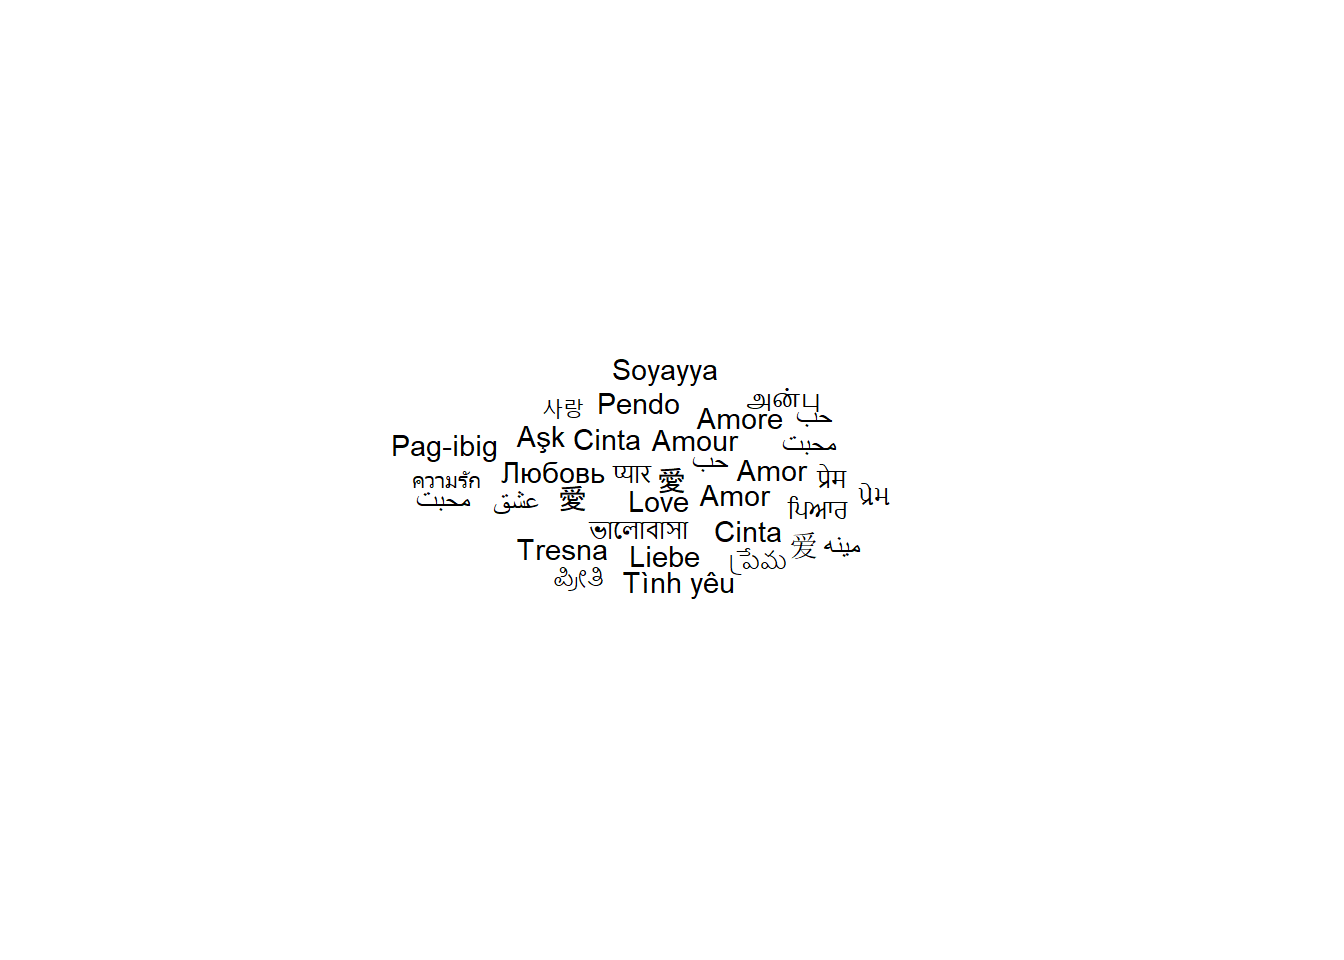 Soyayya
사랑 Pendo அன்பு
Amore حب
Pag-ibig Aşk Cinta Amour محبت
ความรัก Любовь प्यार 愛 حب Amor प्रेम
محبت عشق 愛 Love Amor ਪਿਆਰ પ્રેમ
ভালোবাসা Cinta 爱 مينه
Tresna Liebe ప్రేమ
ಪ್ರೀತಿ Tình yêu